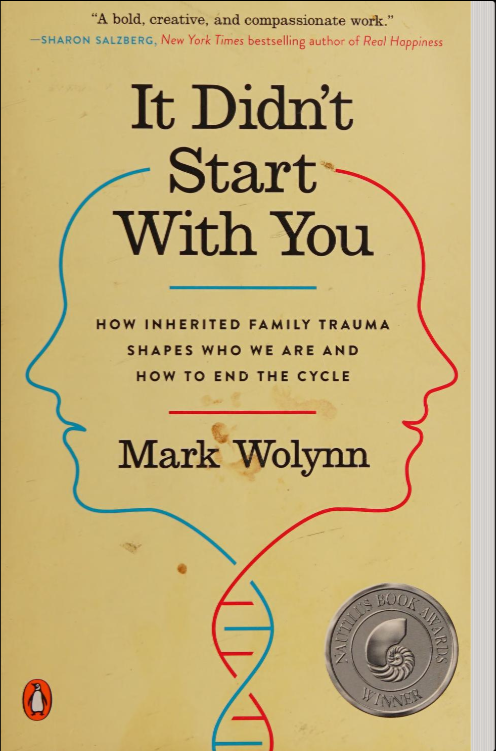 “A bold, creative, and compassionate work.”
—SHARON SALZBERG, New York Times bestselling author of Real Happiness
It Didn’t
Start
With You
HOW INHERITED FAMILY TRAUMA
SHAPES WHO WE ARE AND
HOW TO END THE CYCLE
Mark Wolynn
NAUTILUS BOOK AWARDS
WINNER